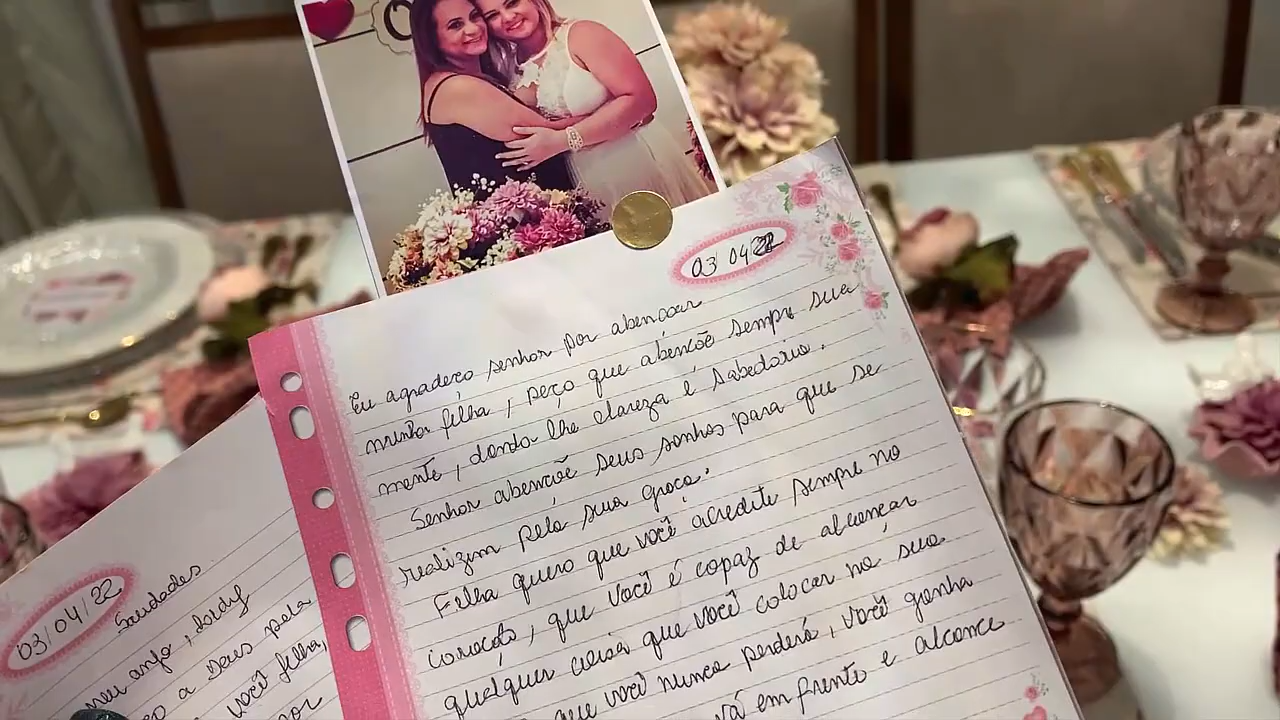 03 04 22
Eu agradeço senhor por abençoar
minha filha, peço que abençõe sempre sua
mente, dando lhe clareza é sabedoria.
Senhor abençõe seus sonhos para que se
realizem pela sua graça.
Filha quero que você acredite sempre no
coração, que você é capaz de alcançar
qualquer coisa que você colocar na sua
que você nunca perderá, você ganha
vá em frente e alcance
03/04/22
Saudades
meu anjo,
a Deus pela
você filha,